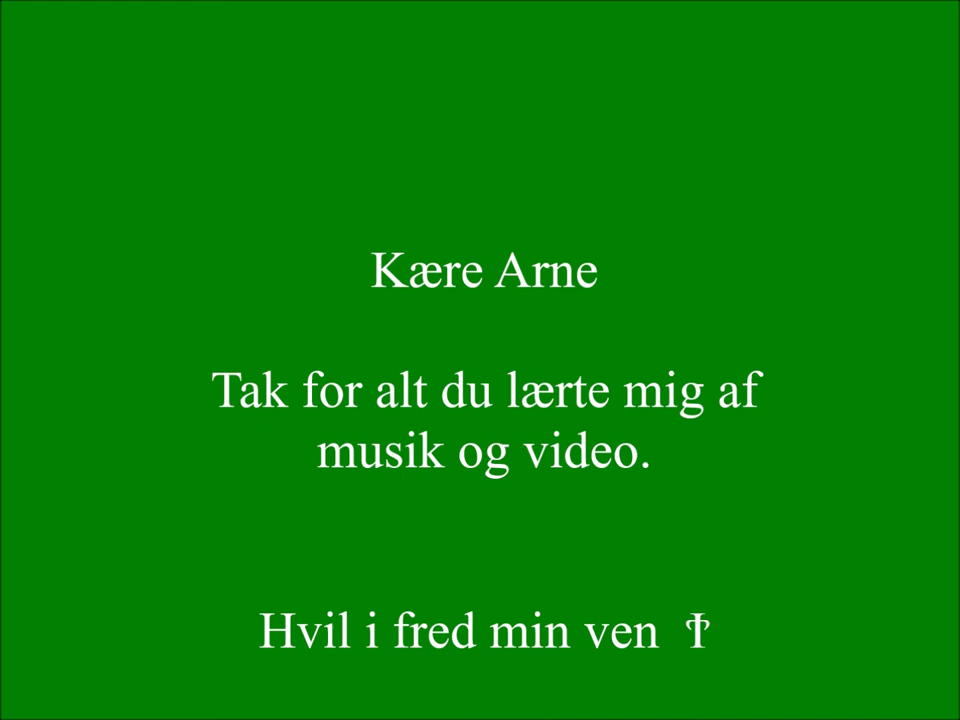 Kære Arne
Tak for alt du lærte mig af
musik og video.
Hvil i fred min ven Ϯ